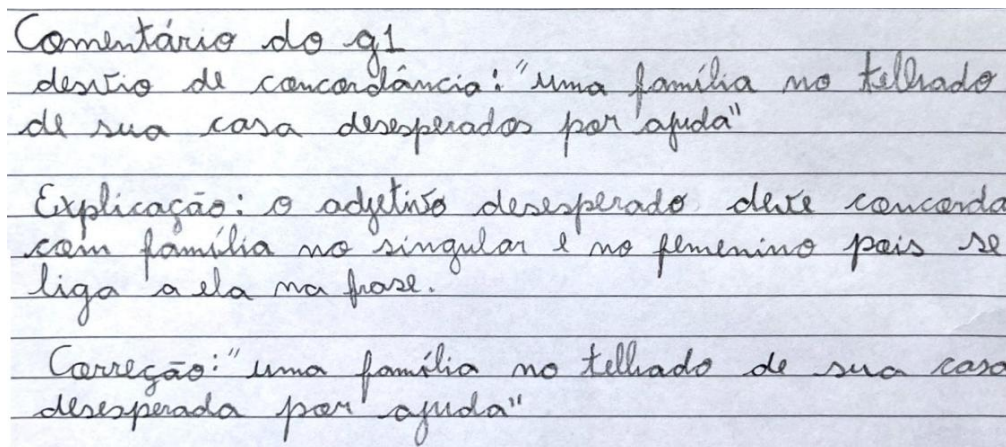 Comentário do g1
desvio de concordância: "uma família no telhado
de sua casa desesperados por ajuda"
Explicação: o adjetivo desesperado deve concorda
com família no singular e no femenino pois se
liga a ela na frase.
Correção: "uma família no telhado de sua casa
desesperada por ajuda"